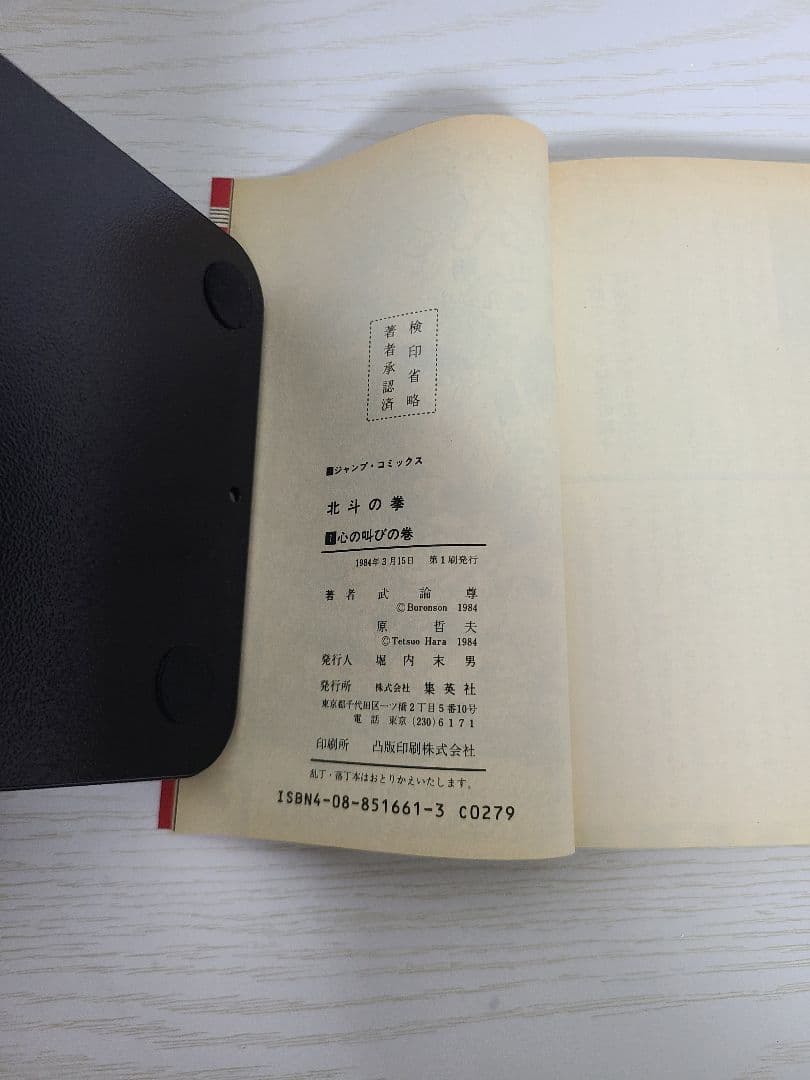 検印省略
著者承認済
■ジャンプ・コミックス
北斗の拳
1心の叫びの巻
1984年3月15日 第1刷発行
著者 武論尊
©Buronson 1984
原哲夫
©Tetsuo Hara 1984
発行人 堀内末男
発行所 株式会社 集英社
東京都千代田区一ツ橋2丁目5番10号
電話 東京 (230) 6171
印刷所 凸版印刷株式会社
乱丁・落丁本はおとりかえいたします。
ISBN4-08-851661-3 C0279